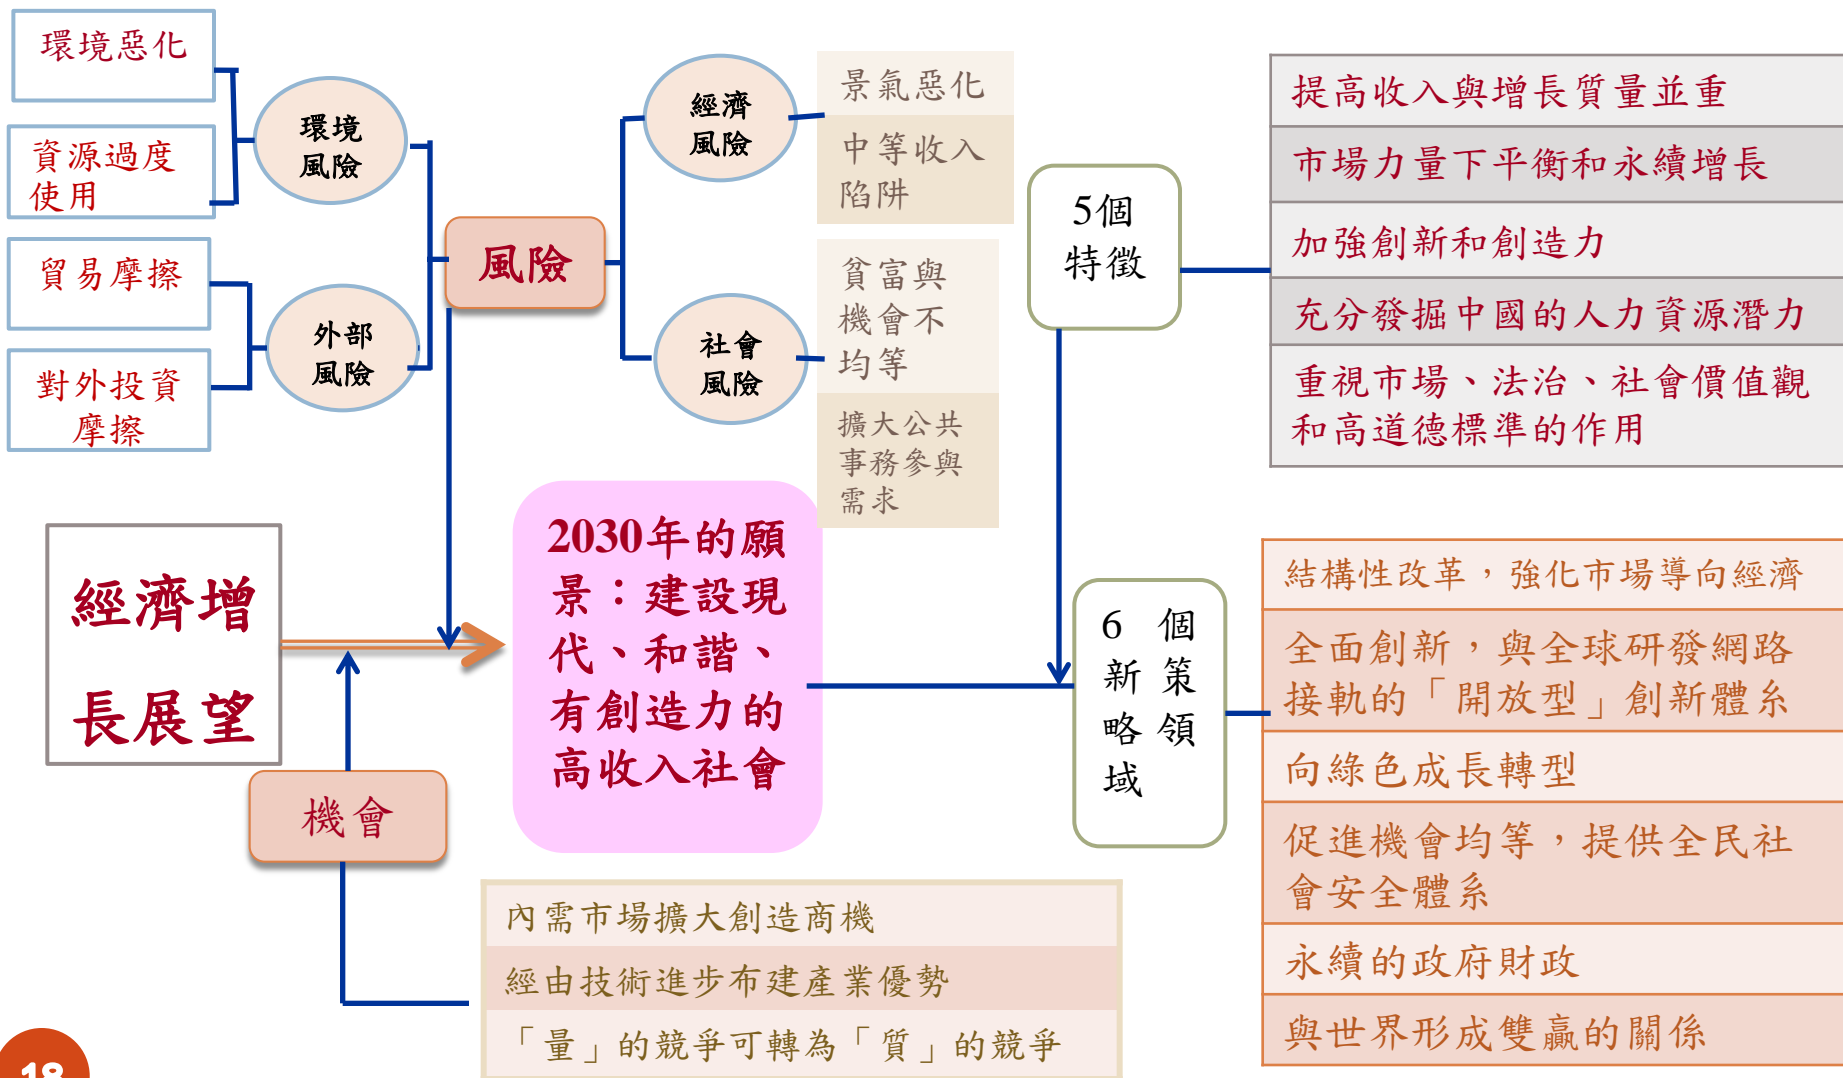 環境惡化
資源過度
使用
貿易摩擦
對外投資
摩擦
環境
風險
外部
風險
風險
經濟
風險
社會
風險
景氣惡化
中等收入
陷阱
貧富與
機會不
均等
擴大公共
事務參與
需求
5個
特徵
提高收入與增長質量並重
市場力量下平衡和永續增長
加強創新和創造力
充分發掘中國的人力資源潛力
重視市場、法治、社會價值觀
和高道德標準的作用
經濟增
長展望
機會
2030年的願
景：建設現
代、和諧、
有創造力的
高收入社會
6 個
新 策
略 領
域
結構性改革，強化市場導向經濟
全面創新，與全球研發網路
接軌的「開放型」創新體系
向綠色成長轉型
促進機會均等，提供全民社
會安全體系
永續的政府財政
與世界形成雙贏的關係
內需市場擴大創造商機
經由技術進步布建產業優勢
「量」的競爭可轉為「質」的競爭
18